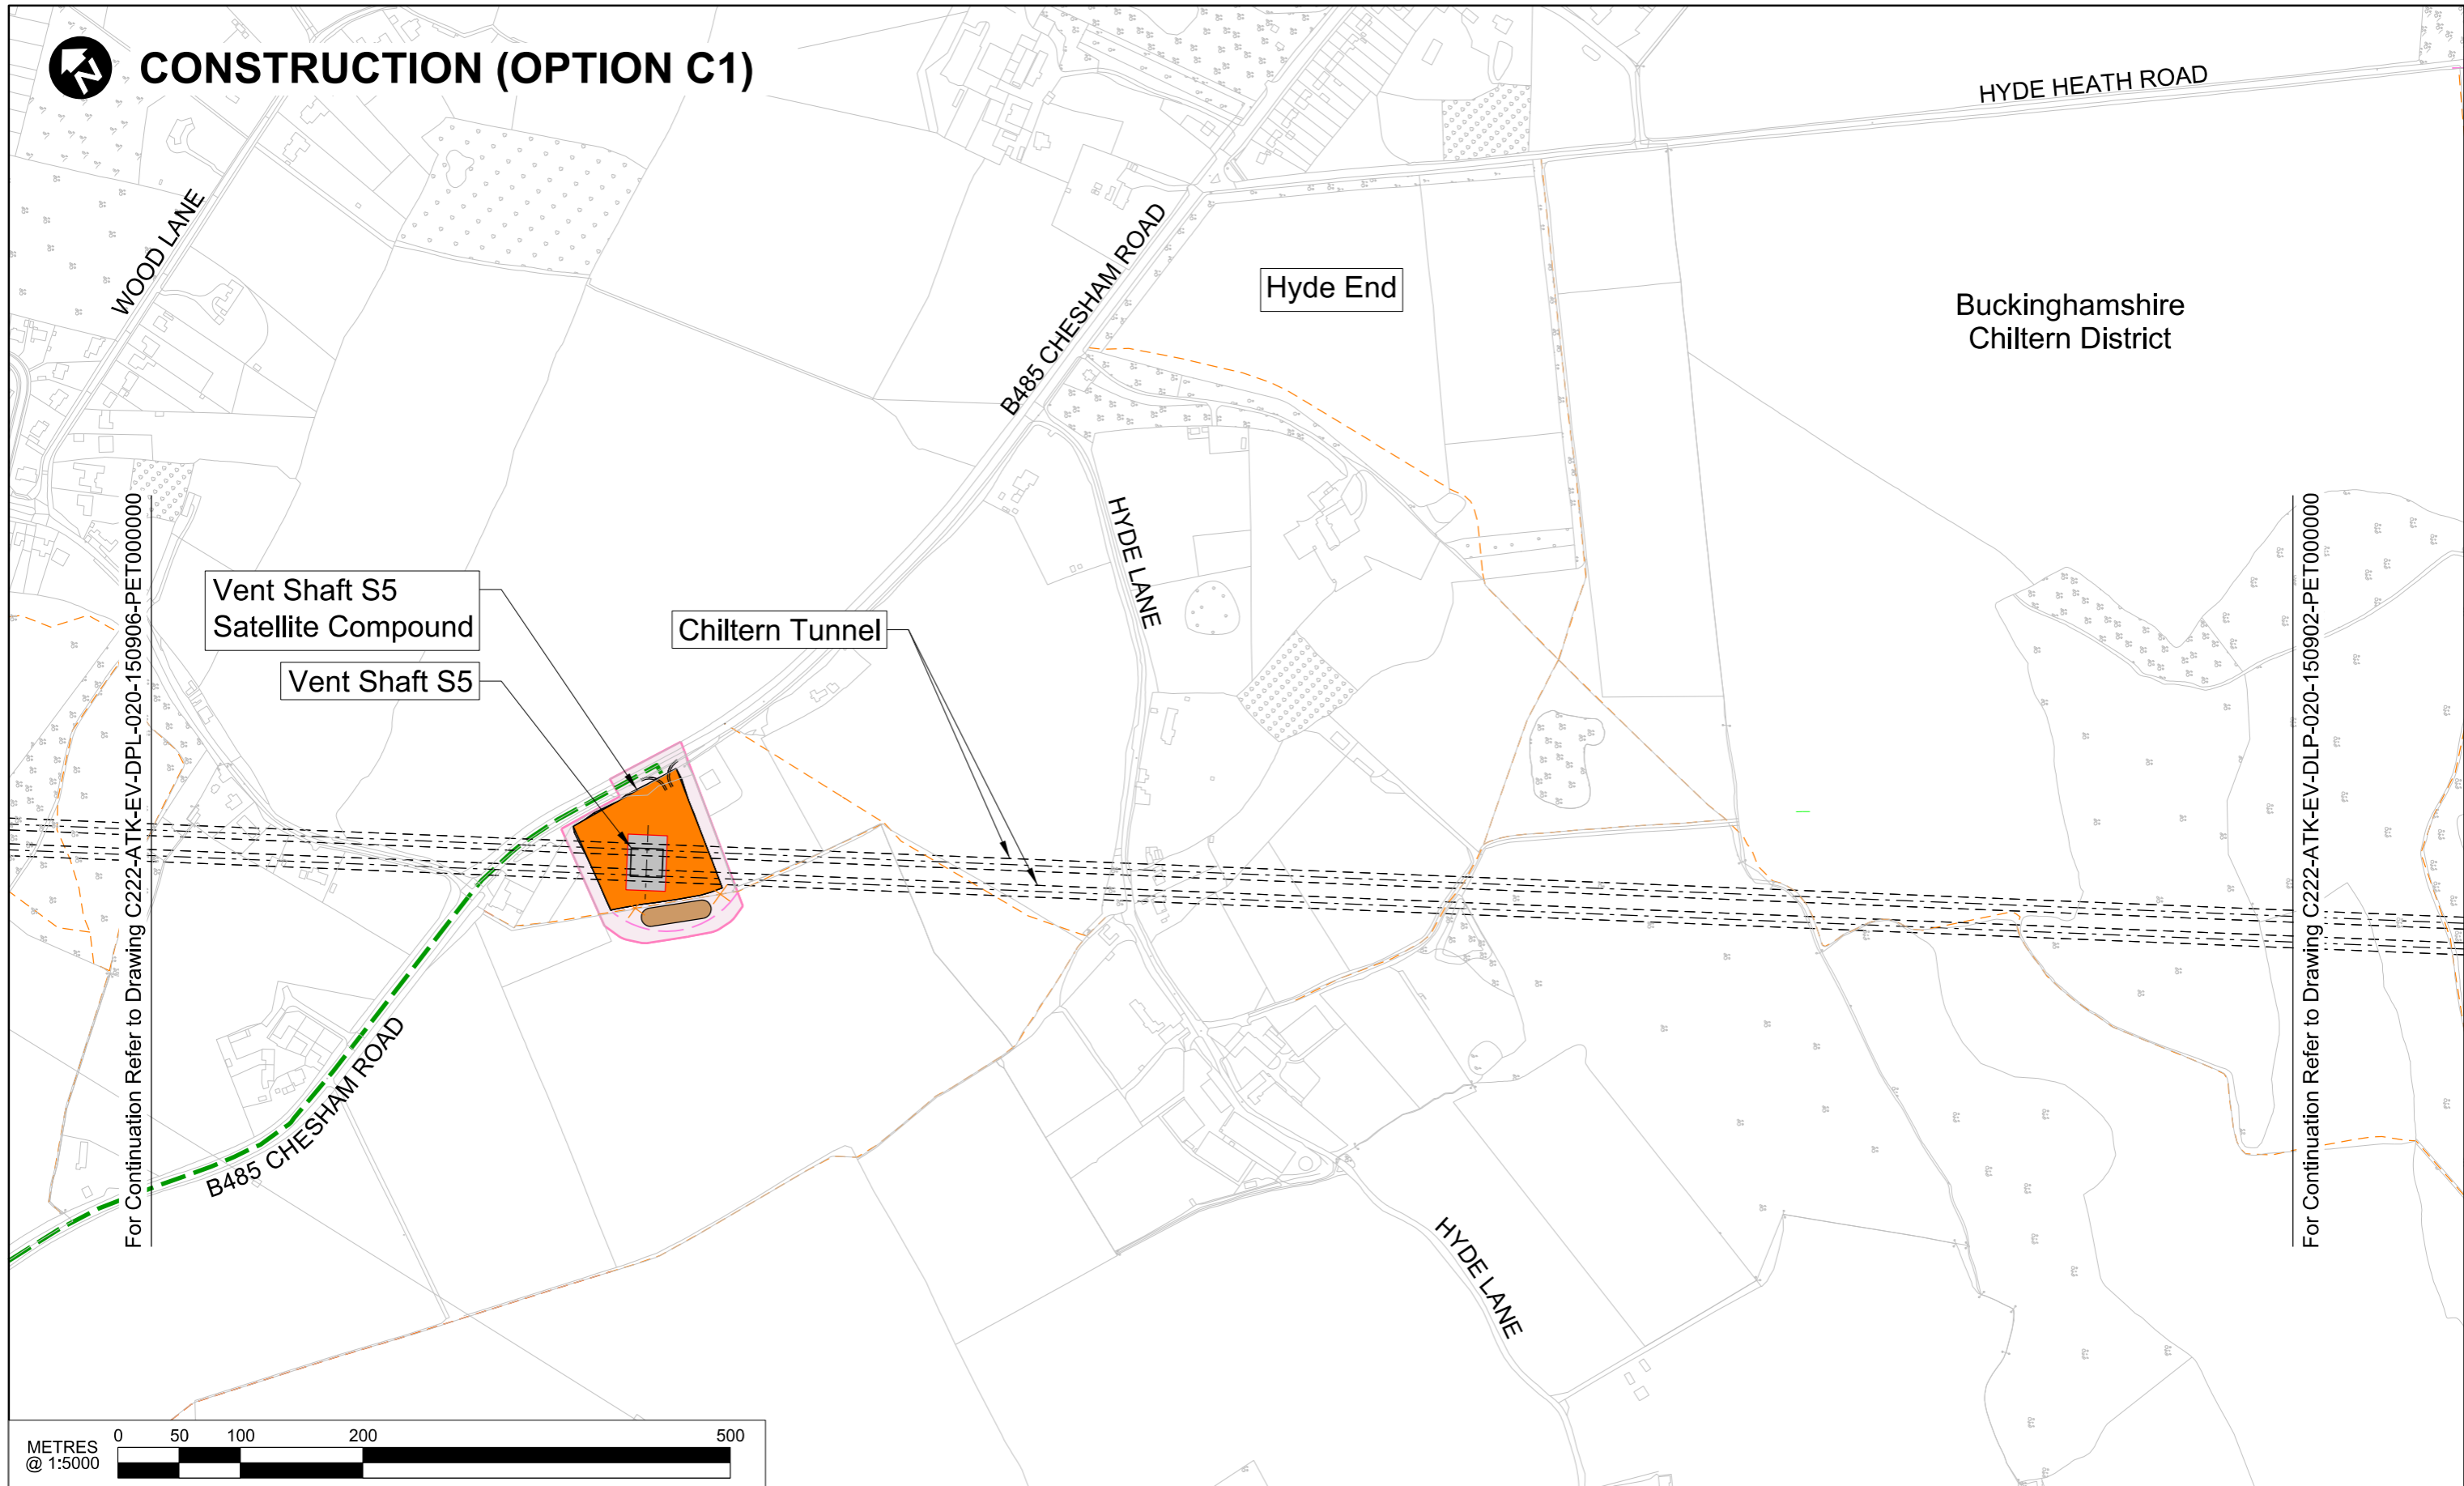 N
CONSTRUCTION (OPTION C1)
HYDE HEATH ROAD
WOOD LANE
B485 CHESHAM ROAD
Hyde End
Buckinghamshire
Chiltern District
HYDE LANE
For Continuation Refer to Drawing C222-ATK-EV-DPL-020-150906-PET000000
For Continuation Refer to Drawing C222-ATK-EV-DLP-020-150902-PET000000
Vent Shaft S5
Satellite Compound
Chiltern Tunnel
Vent Shaft S5
B485 CHESHAM ROAD
HYDE LANE
METRES
@ 1:5000
0 50 100 200 500